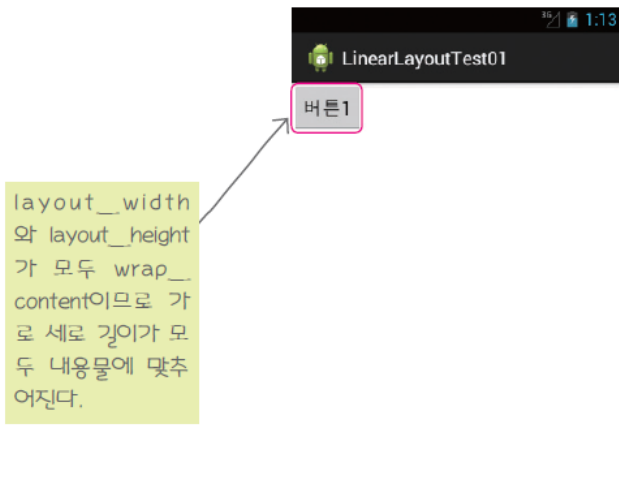 3G 1:13
LinearLayoutTest01
버튼1
layout_width
와 layout_height
가 모두 wrap_
content이므로 가
로 세로 길이가 모
두 내용물에 맞추
어진다.